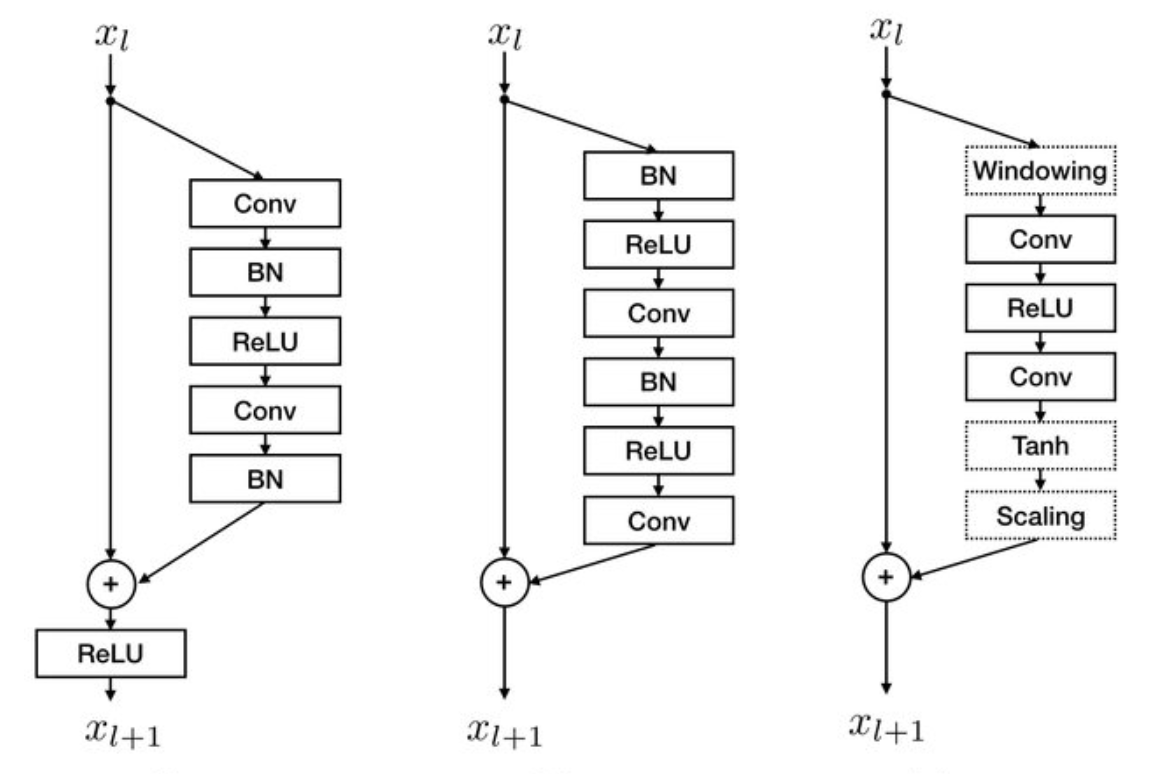 x_l
Conv
BN
ReLU
Conv
BN
+
ReLU
x_{l+1}
x_l
BN
ReLU
Conv
BN
ReLU
Conv
+
x_{l+1}
x_l
Windowing
Conv
ReLU
Conv
Tanh
Scaling
+
x_{l+1}